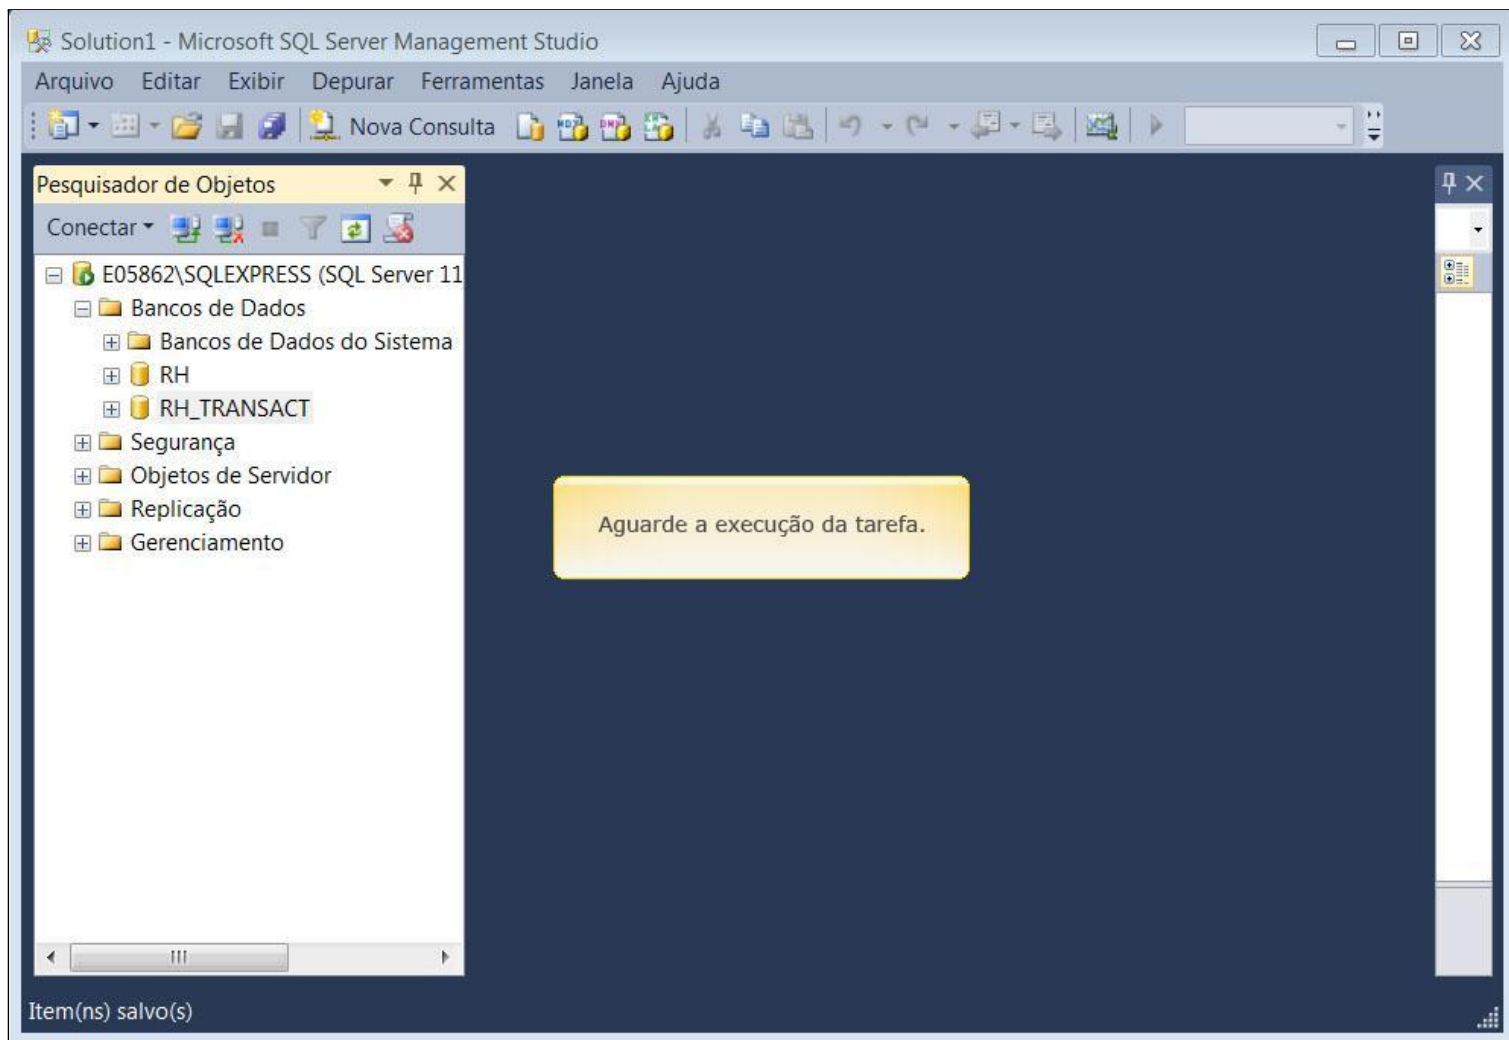 Solution1 - Microsoft SQL Server Management Studio
Arquivo Editar Exibir Depurar Ferramentas Janela Ajuda
Nova Consulta
Pesquisador de Objetos
Conectar
E05862\SQLEXPRESS (SQL Server 11
Bancos de Dados
Bancos de Dados do Sistema
RH
RH_TRANSACT
Segurança
Objetos de Servidor
Replicação
Gerenciamento
Aguarde a execução da tarefa.
Item(ns) salvo(s)